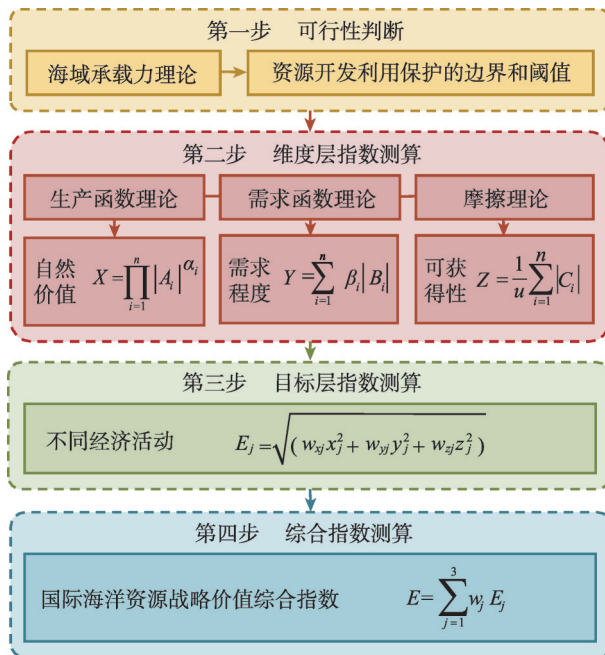 第一步 可行性判断
海域承载力理论 资源开发利用保护的边界和阈值
第二步 维度层指数测算
生产函数理论 需求函数理论 摩擦理论
自然价值 X=∏_{i=1}^{n}|A_i|^{α_i}
需求程度 Y=∑_{i=1}^{n} β_i|B_i|
可获得性 Z=\frac{1}{u}∑_{i=1}^{n}|C_i|
第三步 目标层指数测算
不同经济活动 E_j=√(w_{xj}x_j^2+w_{yj}y_j^2+w_{zj}z_j^2)
第四步 综合指数测算
国际海洋资源战略价值综合指数 E=∑_{j=1}^{3}w_j E_j